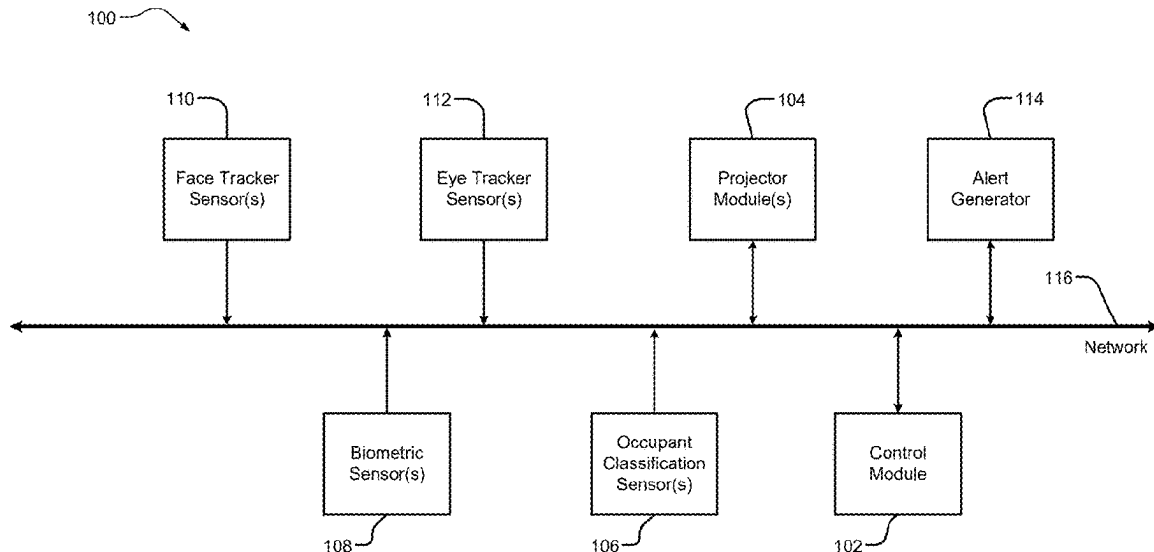 100
110
112
104
114
Face Tracker
Sensor(s)
Eye Tracker
Sensor(s)
Projector
Module(s)
Alert
Generator
116
Network
Biometric
Sensor(s)
Occupant
Classification
Sensor(s)
Control
Module
108
106
102